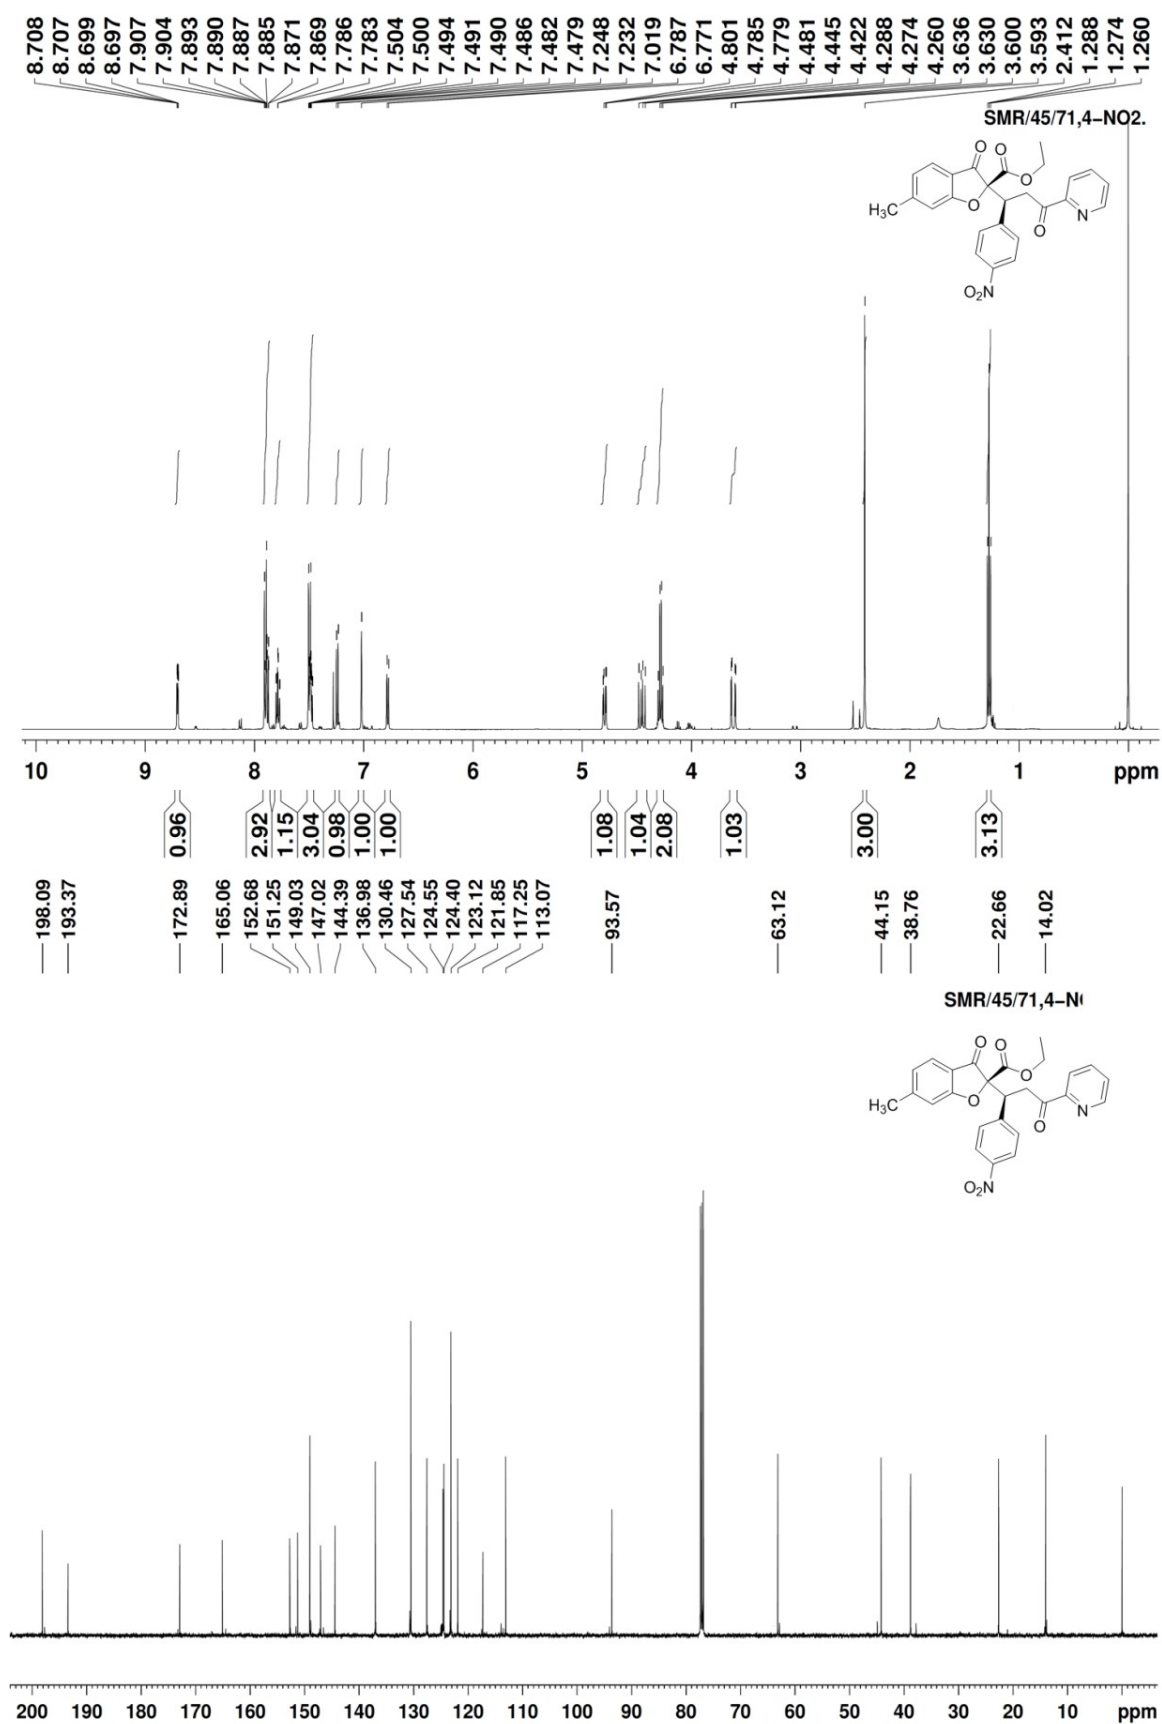 8.708 8.707 8.699 8.697 7.907 7.904 7.893 7.890 7.887 7.885 7.871 7.869 7.786 7.783 7.504 7.500 7.494 7.491 7.490 7.486 7.482 7.479 7.248 7.232 7.019 6.787 6.771 4.801 4.785 4.779 4.481 4.445 4.422 4.288 4.274 4.260 3.636 3.630 3.600 3.593 2.412 1.288 1.274 1.260
SMR/45/71,4–NO2.
O O
O
O
H3C
O
N
O2N
10 9 8 7 6 5 4 3 2 1 ppm
0.96 2.92 1.15 3.04 0.98 1.00 1.00 1.08 1.04 2.08 1.03 3.00 3.13
198.09 193.37 172.89 165.06 152.68 151.25 149.03 147.02 144.39 136.98 130.46 127.54 124.55 124.40 123.12 121.85 117.25 113.07 93.57 63.12 44.15 38.76 22.66 14.02
SMR/45/71,4–N
O O
O
O
H3C
O
N
O2N
200 190 180 170 160 150 140 130 120 110 100 90 80 70 60 50 40 30 20 10 ppm